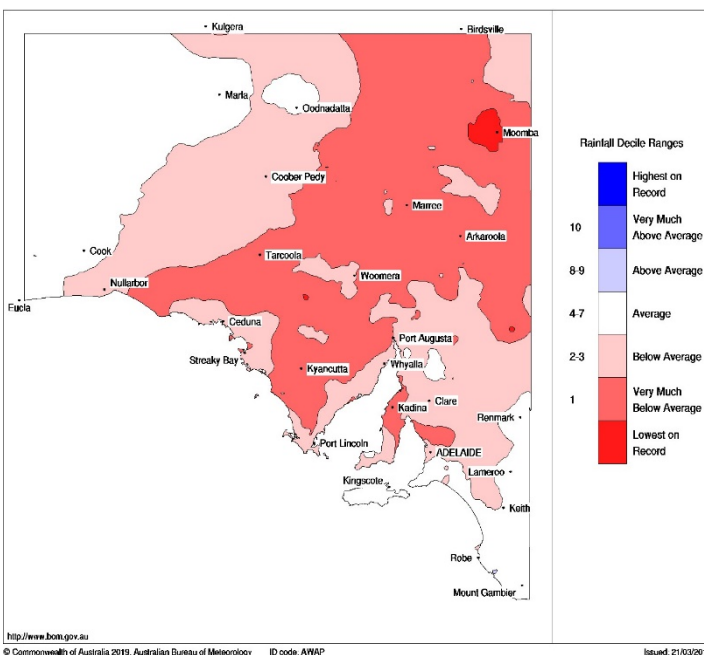 Kulgera
Birdsville
Marla
Oodnadatta
Moomba
Coober Pedy
Marree
Arkaroola
Cook
Tarcoola
Woomera
Nullarbor
Eucla
Ceduna
Port Augusta
Streaky Bay
Whyalla
Kyancutta
Kadina
Clare
Renmark
Port Lincoln
ADELAIDE
Lameroo
Kingscote
Keith
Robe
Mount Gambier
Rainfall Decile Ranges
Highest on
Record
10
Very Much
Above Average
8-9
Above Average
4-7
Average
2-3
Below Average
1
Very Much
Below Average
Lowest on
Record
http://www.bom.gov.au
© Commonwealth of Australia 2019, Australian Bureau of Meteorology
ID code: AWAP
Issued: 21/03/201